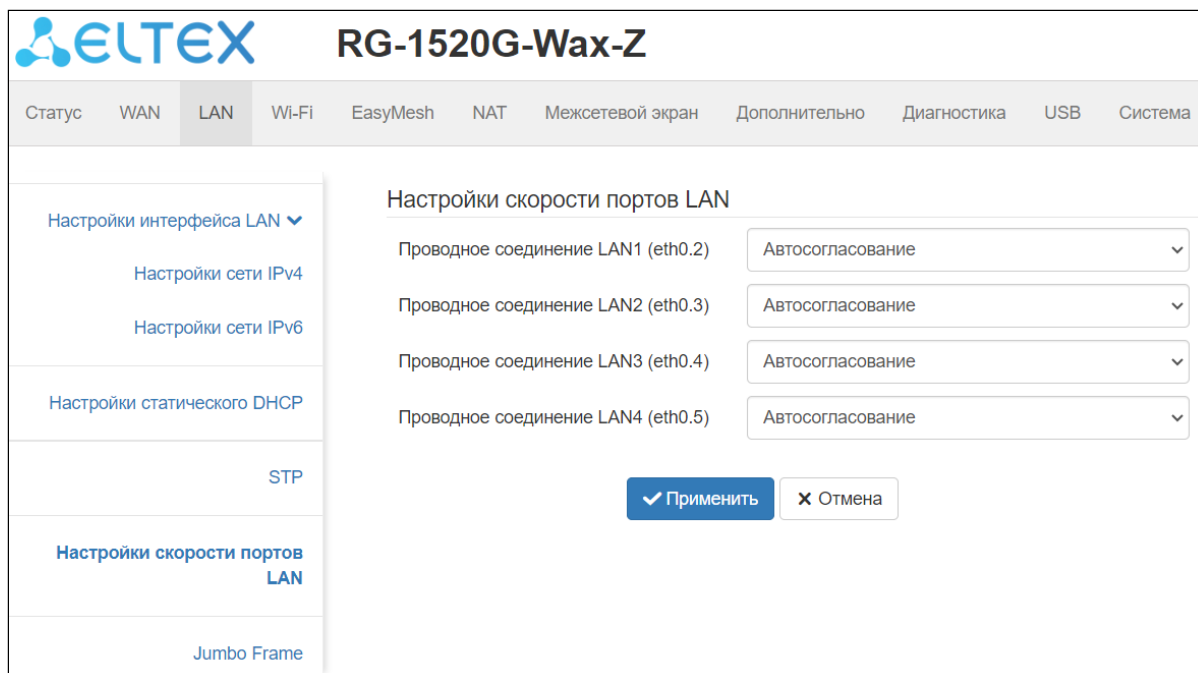 ELTEX
RG-1520G-Wax-Z
Статус WAN LAN Wi-Fi EasyMesh NAT Межсетевой экран Дополнительно Диагностика USB Система
Настройки интерфейса LAN
Настройки сети IPv4
Настройки сети IPv6
Настройки статического DHCP
STP
Настройки скорости портов
LAN
Jumbo Frame
Настройки скорости портов LAN
Проводное соединение LAN1 (eth0.2) Автосогласование
Проводное соединение LAN2 (eth0.3) Автосогласование
Проводное соединение LAN3 (eth0.4) Автосогласование
Проводное соединение LAN4 (eth0.5) Автосогласование
Применить Отмена